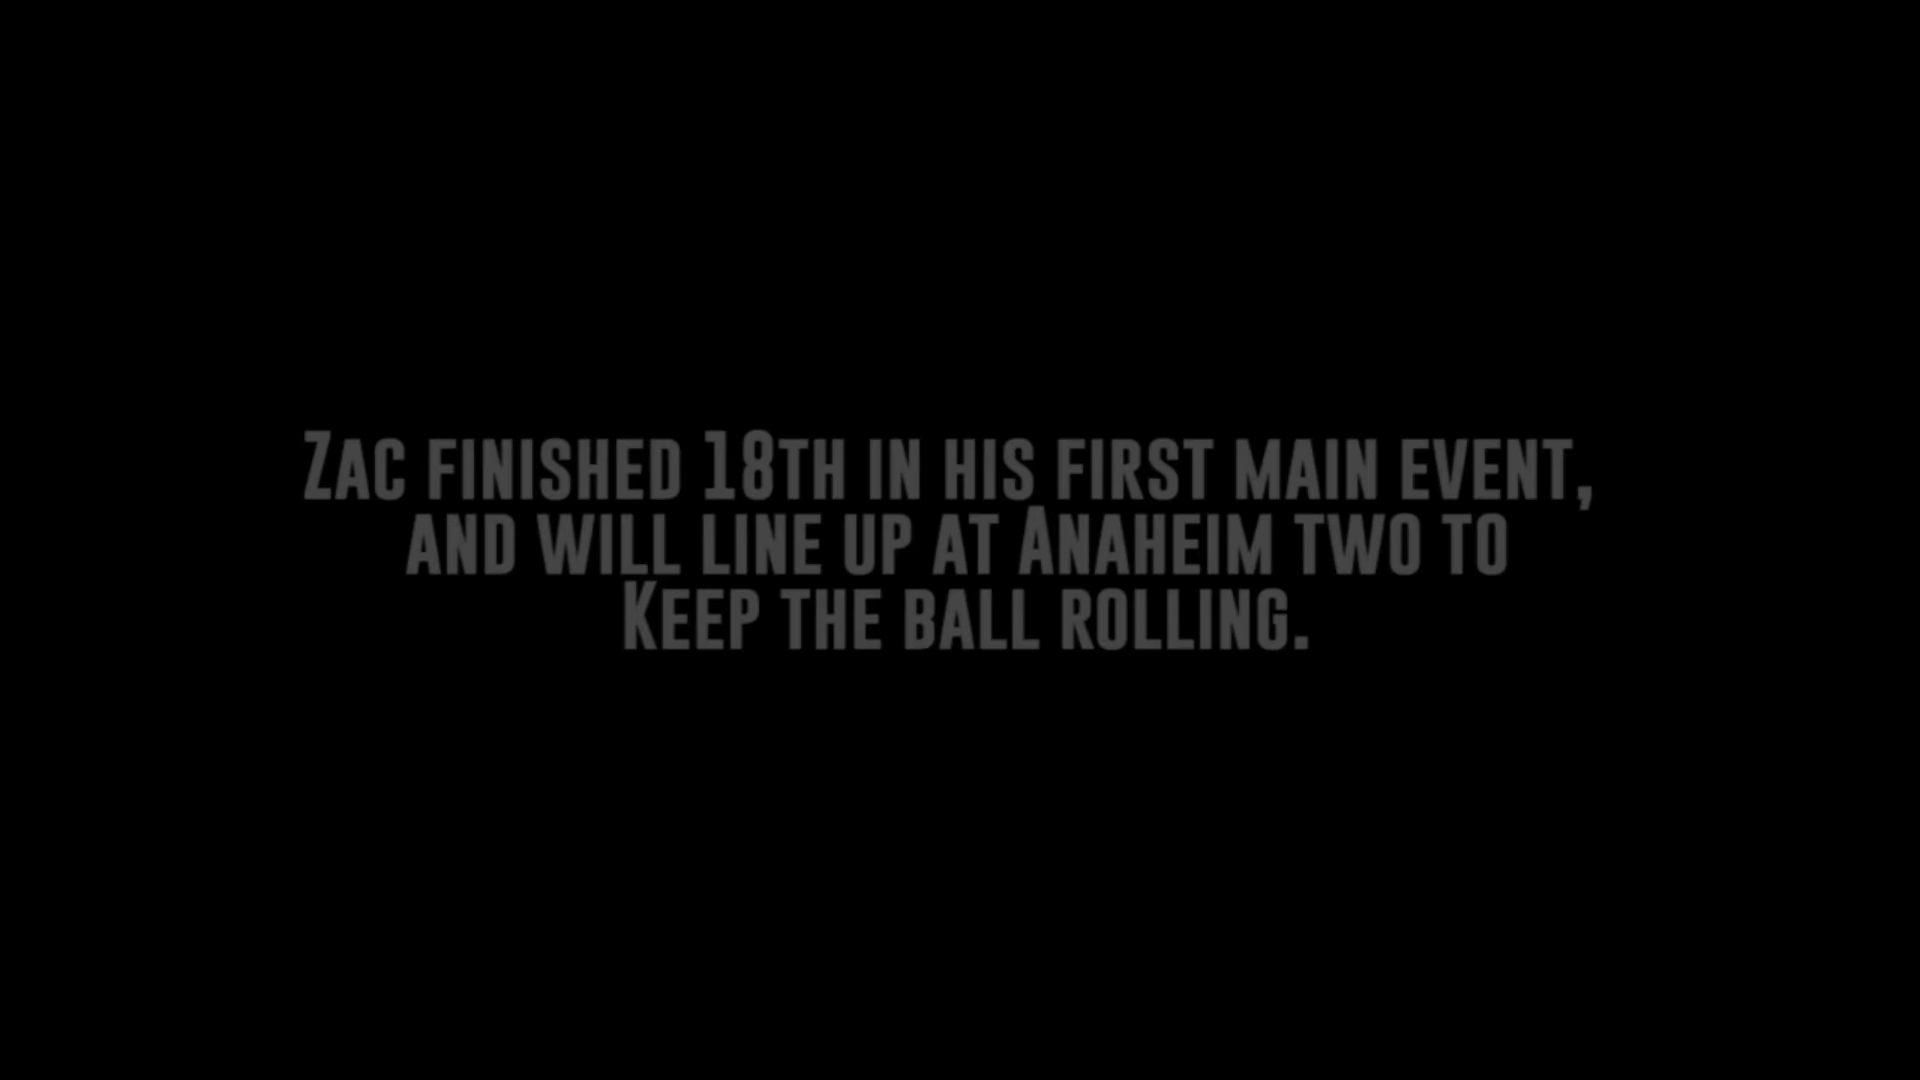 Zac finished 18th in his first main event,
and will line up at Anaheim two to
Keep the ball rolling.